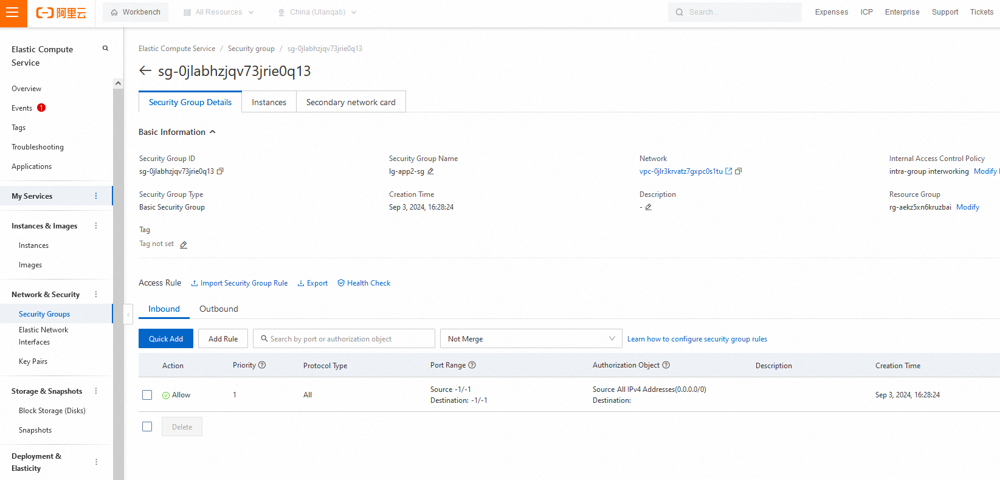 阿里云
Workbench
All Resources
China (Ulanqab)
Search...
Expenses
ICP
Enterprise
Support
Tickets
Elastic Compute
Service
Overview
Events 1
Tags
Troubleshooting
Applications
My Services
Instances & Images
Instances
Images
Network & Security
Security Groups
Elastic Network
Interfaces
Key Pairs
Storage & Snapshots
Block Storage (Disks)
Snapshots
Deployment &
Elasticity
Elastic Compute Service / Security group / sg-0jlabhzjqv73jrie0q13
sg-0jlabhzjqv73jrie0q13
Security Group Details
Instances
Secondary network card
Basic Information
Security Group ID
sg-0jlabhzjqv73jrie0q13
Security Group Name
lg-app2-sg
Network
vpc-0jlr3krvatz7gxpc0s1tu
Internal Access Control Policy
intra-group interworking Modify
Security Group Type
Basic Security Group
Creation Time
Sep 3, 2024, 16:28:24
Description
-
Resource Group
rg-aekz5xn6kruzbai Modify
Tag
Tag not set
Access Rule
Import Security Group Rule
Export
Health Check
Inbound
Outbound
Quick Add
Add Rule
Search by port or authorization object
Not Merge
Learn how to configure security group rules
Action
Priority
Protocol Type
Port Range
Authorization Object
Description
Creation Time
Allow
1
All
Source -1/-1
Destination: -1/-1
Source All IPv4 Addresses(0.0.0.0/0)
Destination:
Sep 3, 2024, 16:28:24
Delete